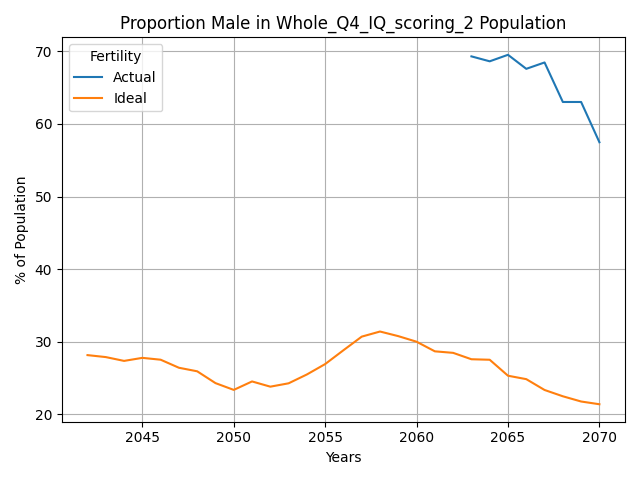 Proportion Male in Whole_Q4_IQ_scoring_2 Population
Fertility
Actual
Ideal
% of Population
70
60
50
40
30
20
2045
2050
2055
2060
2065
2070
Years